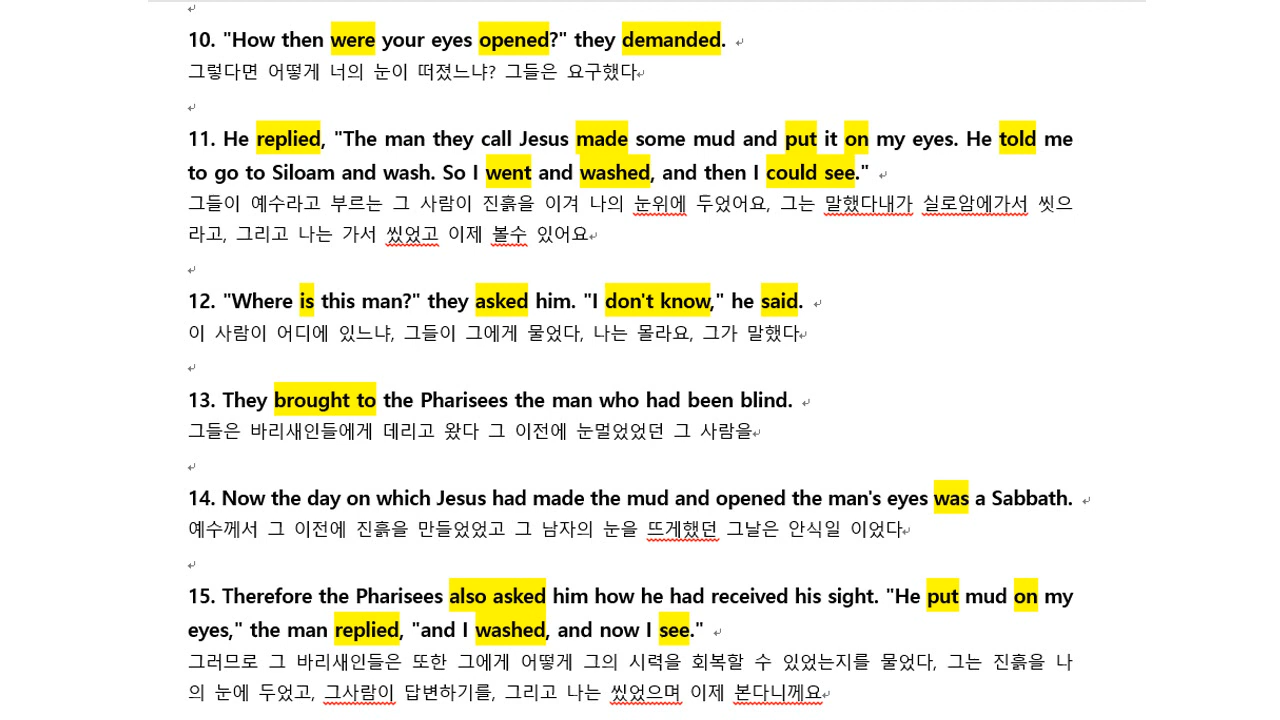 10. "How then were your eyes opened?" they demanded.
그렇다면 어떻게 너의 눈이 떠졌느냐? 그들은 요구했다
11. He replied, "The man they call Jesus made some mud and put it on my eyes. He told me
to go to Siloam and wash. So I went and washed, and then I could see."
그들이 예수라고 부르는 그 사람이 진흙을 이겨 나의 눈위에 두었어요, 그는 말했다내가 실로암에가서 씻으
라고, 그리고 나는 가서 씼었고 이제 볼수 있어요
12. "Where is this man?" they asked him. "I don't know," he said.
이 사람이 어디에 있느냐, 그들이 그에게 물었다, 나는 몰라요, 그가 말했다
13. They brought to the Pharisees the man who had been blind.
그들은 바리새인들에게 데리고 왔다 그 이전에 눈멀었었던 그 사람을
14. Now the day on which Jesus had made the mud and opened the man's eyes was a Sabbath.
예수께서 그 이전에 진흙을 만들었었고 그 남자의 눈을 뜨게했던 그날은 안식일 이었다
15. Therefore the Pharisees also asked him how he had received his sight. "He put mud on my
eyes," the man replied, "and I washed, and now I see."
그러므로 그 바리새인들은 또한 그에게 어떻게 그의 시력을 회복할 수 있었는지를 물었다, 그는 진흙을 나
의 눈에 두었고, 그사람이 답변하기를, 그리고 나는 씼었으며 이제 본다니께요